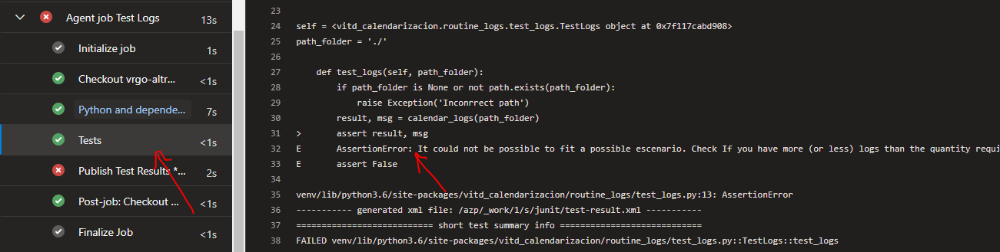 Agent job Test Logs 13s
Initialize job 1s
Checkout vrgo-altr... <1s
Python and depende... 7s
Tests <1s
Publish Test Results *... 2s
Post-job: Checkout ... <1s
Finalize Job <1s
23
24 self = <vitd_calendarizacion.routine_logs.test_logs.TestLogs object at 0x7f117cabd908>
25 path_folder = './'
26
27 def test_logs(self, path_folder):
28 if path_folder is None or not path.exists(path_folder):
29 raise Exception('Inconrrect path')
30 result, msg = calendar_logs(path_folder)
31 > assert result, msg
32 E AssertionError: It could not be possible to fit a possible escenario. Check If you have more (or less) logs than the quantity requi
33 E assert False
34
35 venv/lib/python3.6/site-packages/vitd_calendarizacion/routine_logs/test_logs.py:13: AssertionError
36 ----------- generated xml file: /azp/_work/1/s/junit/test-result.xml -----------
37 =========================== short test summary info ============================
38 FAILED venv/lib/python3.6/site-packages/vitd_calendarizacion/routine_logs/test_logs.py::TestLogs::test_logs